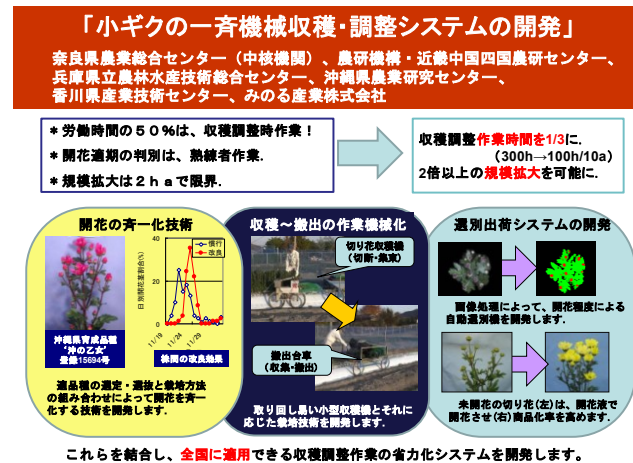 「小ギクの一斉機械収穫・調整システムの開発」
奈良県農業総合センター（中核機関）、農研機構・近畿中国四国農研センター、
兵庫県立農林水産技術総合センター、沖縄県農業研究センター、
香川県産業技術センター、みのる産業株式会社
＊労働時間の５０％は、収穫調整時作業！
＊開花適期の判別は、熟練者作業.
＊規模拡大は２ｈａで限界.
収穫調整作業時間を1/3に.
（300h→100h/10a）
2倍以上の規模拡大を可能に.
開花の斉一化技術
慣行
改良
日別開花茎割合(%)
40
20
0
11/19
11/24
11/29
沖縄県育成品種
‘沖の乙女’
登録15694号
株間の改良効果
適品種の選定・選抜と栽培方法
の組み合わせによって開花を斉一
化する技術を開発します.
収穫～搬出の作業機械化
切り花収穫機
（切断・集束）
搬出台車
（収集・搬出）
取り回し易い小型収穫機とそれに
応じた栽培技術を開発します.
選別出荷システムの開発
画像処理によって、開花程度による
自動選別機を開発します.
未開花の切り花（左）は、開花液で
開花させ（右）商品化率を高めます.
これらを結合し、全国に適用できる収穫調整作業の省力化システムを開発します。